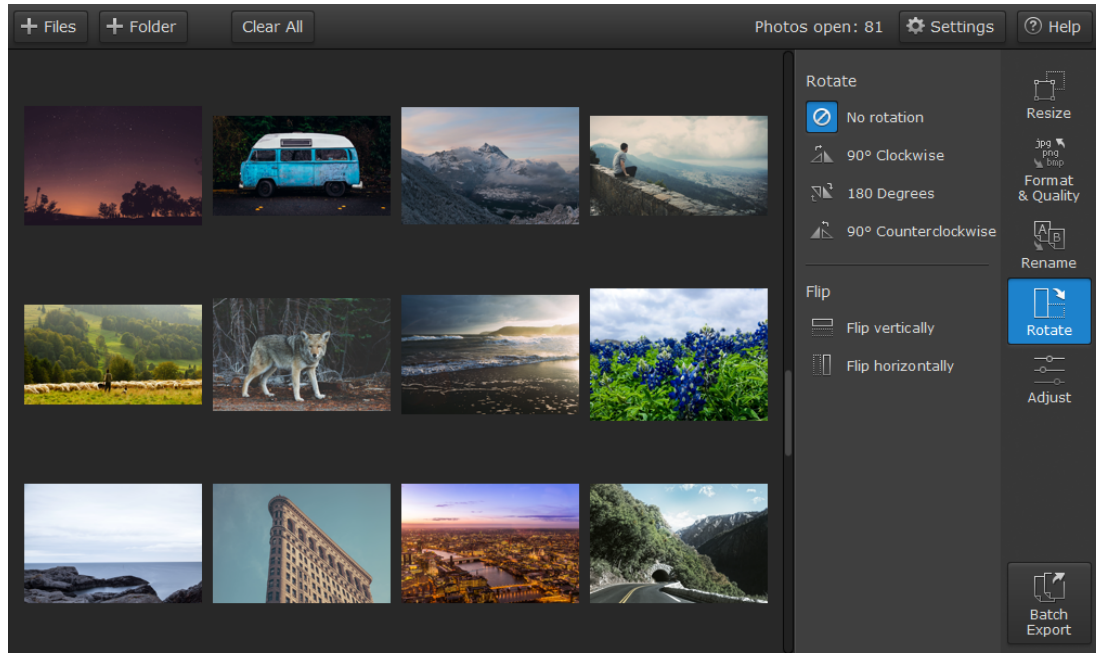 Files
Folder
Clear All
Photos open: 81
Settings
? Help
Rotate
No rotation
90° Clockwise
180 Degrees
90° Counterclockwise
Flip
Flip vertically
Flip horizontally
Resize
jpg
png
bmp
Format
& Quality
A
B
Rename
Rotate
Adjust
Batch
Export